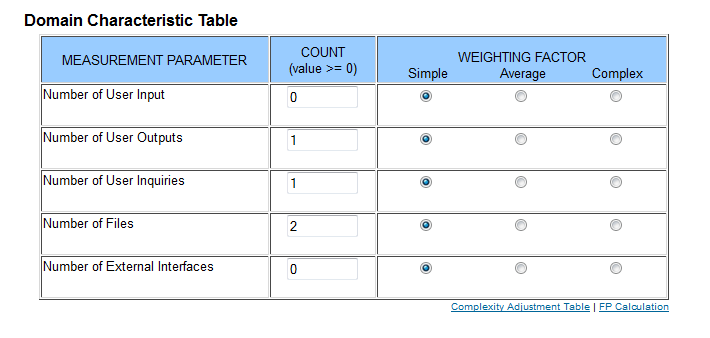 Domain Characteristic Table
MEASUREMENT PARAMETER
COUNT
(value >= 0)
WEIGHTING FACTOR
Simple Average Complex
Number of User Input 0
Number of User Outputs 1
Number of User Inquiries 1
Number of Files 2
Number of External Interfaces 0
Complexity Adjustment Table | FP Calculation